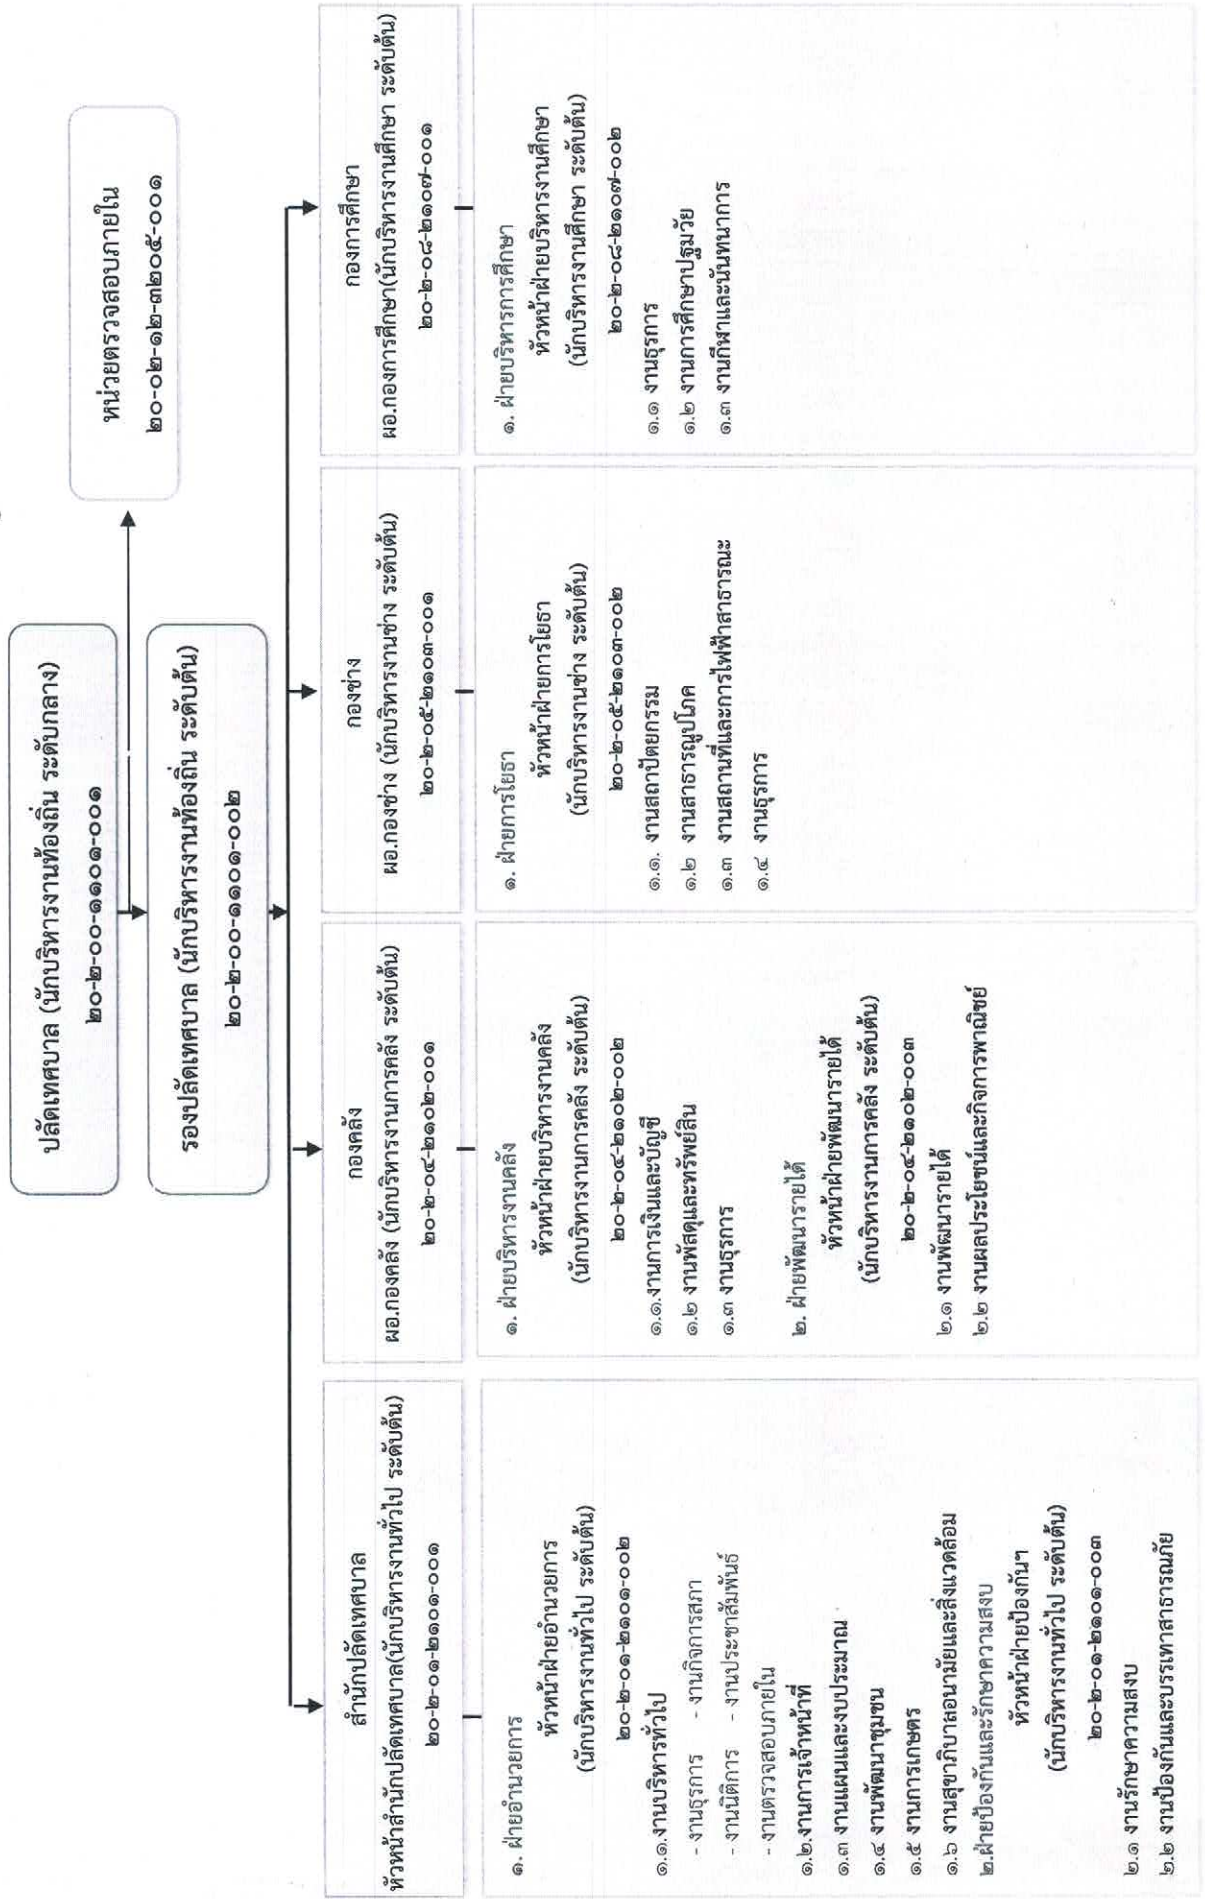 ปลัดเทศบาล (นักบริหารงานท้องถิ่น ระดับกลาง)
๒๐-๒-๐๐-๑๑๐๑-๐๐๑
หน่วยตรวจสอบภายใน
๒๐-๐๒-๑๒-๓๒๐๕-๐๐๑
รองปลัดเทศบาล (นักบริหารงานท้องถิ่น ระดับต้น)
๒๐-๒-๐๐-๑๑๐๑-๐๐๒
สำนักปลัดเทศบาล
หัวหน้าสำนักปลัดเทศบาล(นักบริหารงานทั่วไป ระดับต้น)
๒๐-๒-๐๑-๒๑๐๑-๐๐๑
๑. ฝ่ายอำนวยการ
หัวหน้าฝ่ายอำนวยการ
(นักบริหารงานทั่วไป ระดับต้น)
๒๐-๒-๐๑-๒๑๐๑-๐๐๒
๑.๑.งานบริหารทั่วไป
- งานธุรการ - งานกิจการสภา
- งานนิติการ - งานประชาสัมพันธ์
- งานตรวจสอบภายใน
๑.๒.งานการเจ้าหน้าที่
๑.๓ งานแผนและงบประมาณ
๑.๔ งานพัฒนาชุมชน
๑.๕ งานการเกษตร
๑.๖ งานสุขาภิบาลอนามัยและสิ่งแวดล้อม
๒.ฝ่ายป้องกันและรักษาความสงบ
หัวหน้าฝ่ายป้องกันฯ
(นักบริหารงานทั่วไป ระดับต้น)
๒๐-๒-๐๑-๒๑๐๑-๐๐๓
๒.๑ งานรักษาความสงบ
๒.๒ งานป้องกันและบรรเทาสาธารณภัย
กองคลัง
ผอ.กองคลัง (นักบริหารงานการคลัง ระดับต้น)
๒๐-๒-๐๔-๒๑๐๒-๐๐๑
๑. ฝ่ายบริหารงานคลัง
หัวหน้าฝ่ายบริหารงานคลัง
(นักบริหารงานการคลัง ระดับต้น)
๒๐-๒-๐๔-๒๑๐๒-๐๐๒
๑.๑.งานการเงินและบัญชี
๑.๒ งานพัสดุและทรัพย์สิน
๑.๓ งานธุรการ
๒. ฝ่ายพัฒนารายได้
หัวหน้าฝ่ายพัฒนารายได้
(นักบริหารงานการคลัง ระดับต้น)
๒๐-๒-๐๔-๒๑๐๒-๐๐๓
๒.๑ งานพัฒนารายได้
๒.๒ งานผลประโยชน์และกิจการพาณิชย์
กองช่าง
ผอ.กองช่าง (นักบริหารงานช่าง ระดับต้น)
๒๐-๒-๐๕-๒๑๐๓-๐๐๑
๑. ฝ่ายการโยธา
หัวหน้าฝ่ายการโยธา
(นักบริหารงานช่าง ระดับต้น)
๒๐-๒-๐๕-๒๑๐๓-๐๐๒
๑.๑. งานสถาปัตยกรรม
๑.๒ งานสาธารณูปโภค
๑.๓ งานสถานที่และการไฟฟ้าสาธารณะ
๑.๔ งานธุรการ
กองการศึกษา
ผอ.กองการศึกษา(นักบริหารงานศึกษา ระดับต้น)
๒๐-๒-๐๘-๒๑๐๗-๐๐๑
๑. ฝ่ายบริหารการศึกษา
หัวหน้าฝ่ายบริหารงานศึกษา
(นักบริหารงานศึกษา ระดับต้น)
๒๐-๒-๐๘-๒๑๐๗-๐๐๒
๑.๑ งานธุรการ
๑.๒ งานการศึกษาปฐมวัย
๑.๓ งานกีฬาและนันทนาการ